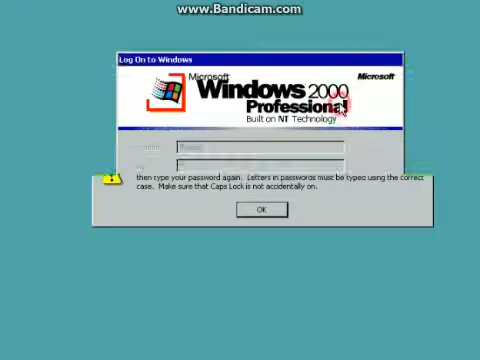 www.Bandicam.com
Log On to Windows
Microsoft
Microsoft
Windows 2000
Professional
Built on NT Technology
then type your password again. Letters in passwords must be typed using the correct
case. Make sure that Caps Lock is not accidentally on.
OK